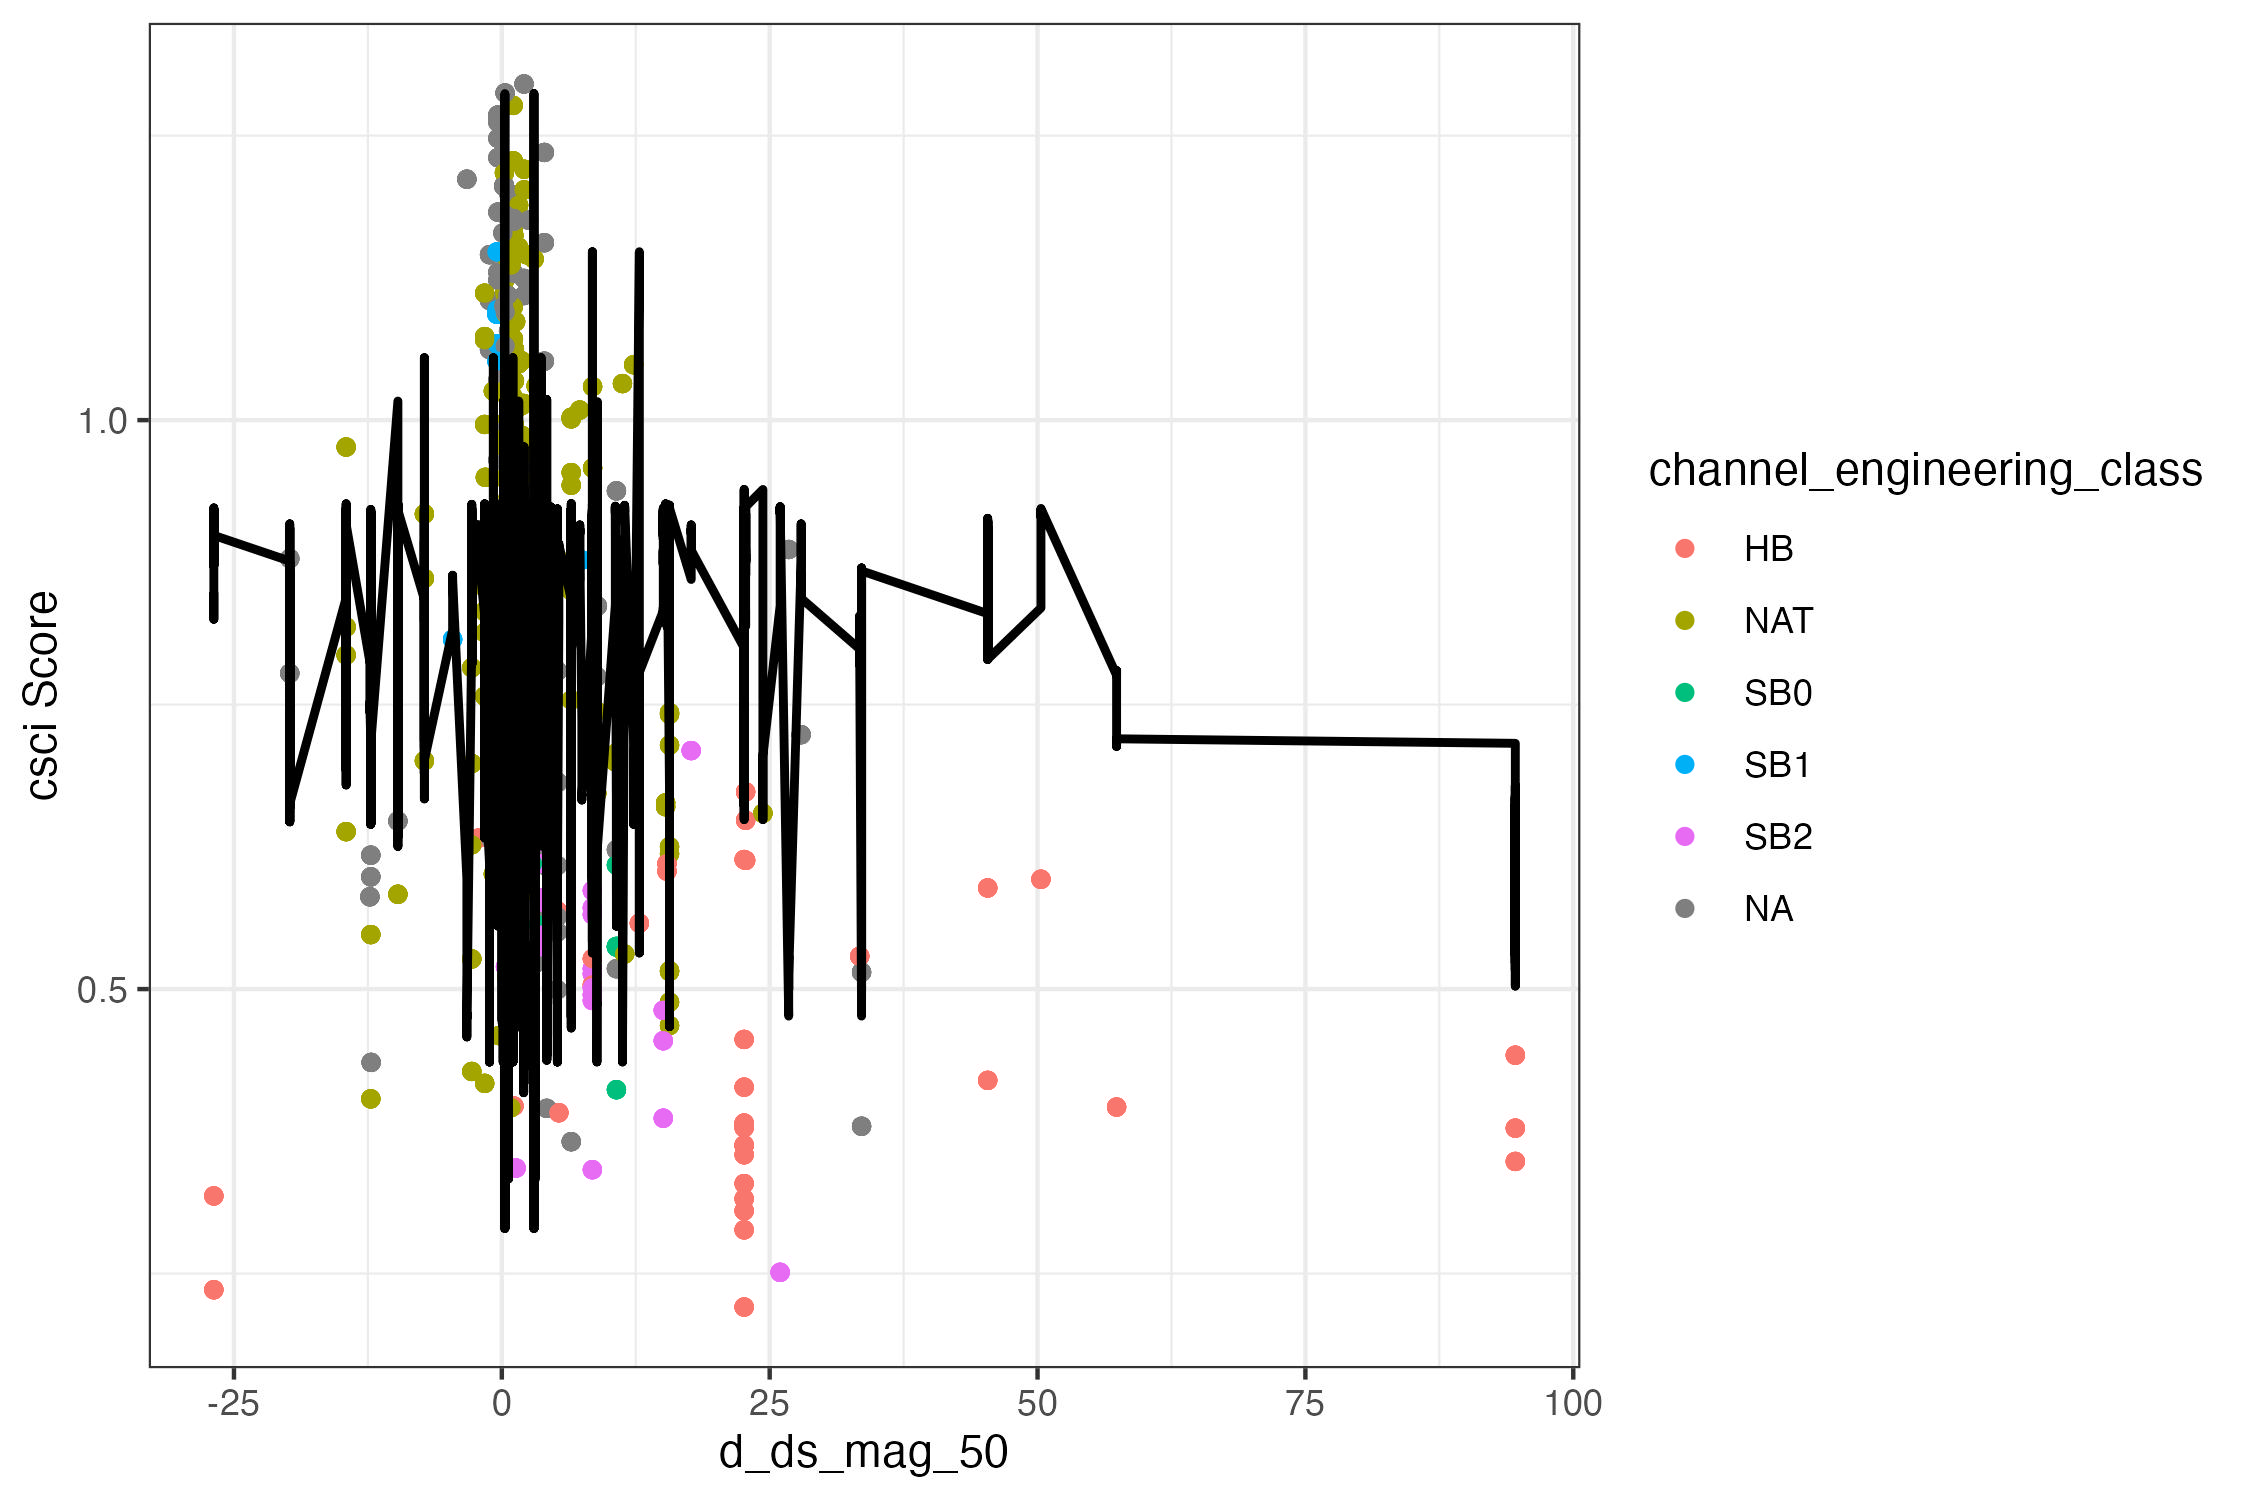 csci Score
1.0
0.5
-25
0
25
50
75
100
d_ds_mag_50
channel_engineering_class
HB
NAT
SB0
SB1
SB2
NA